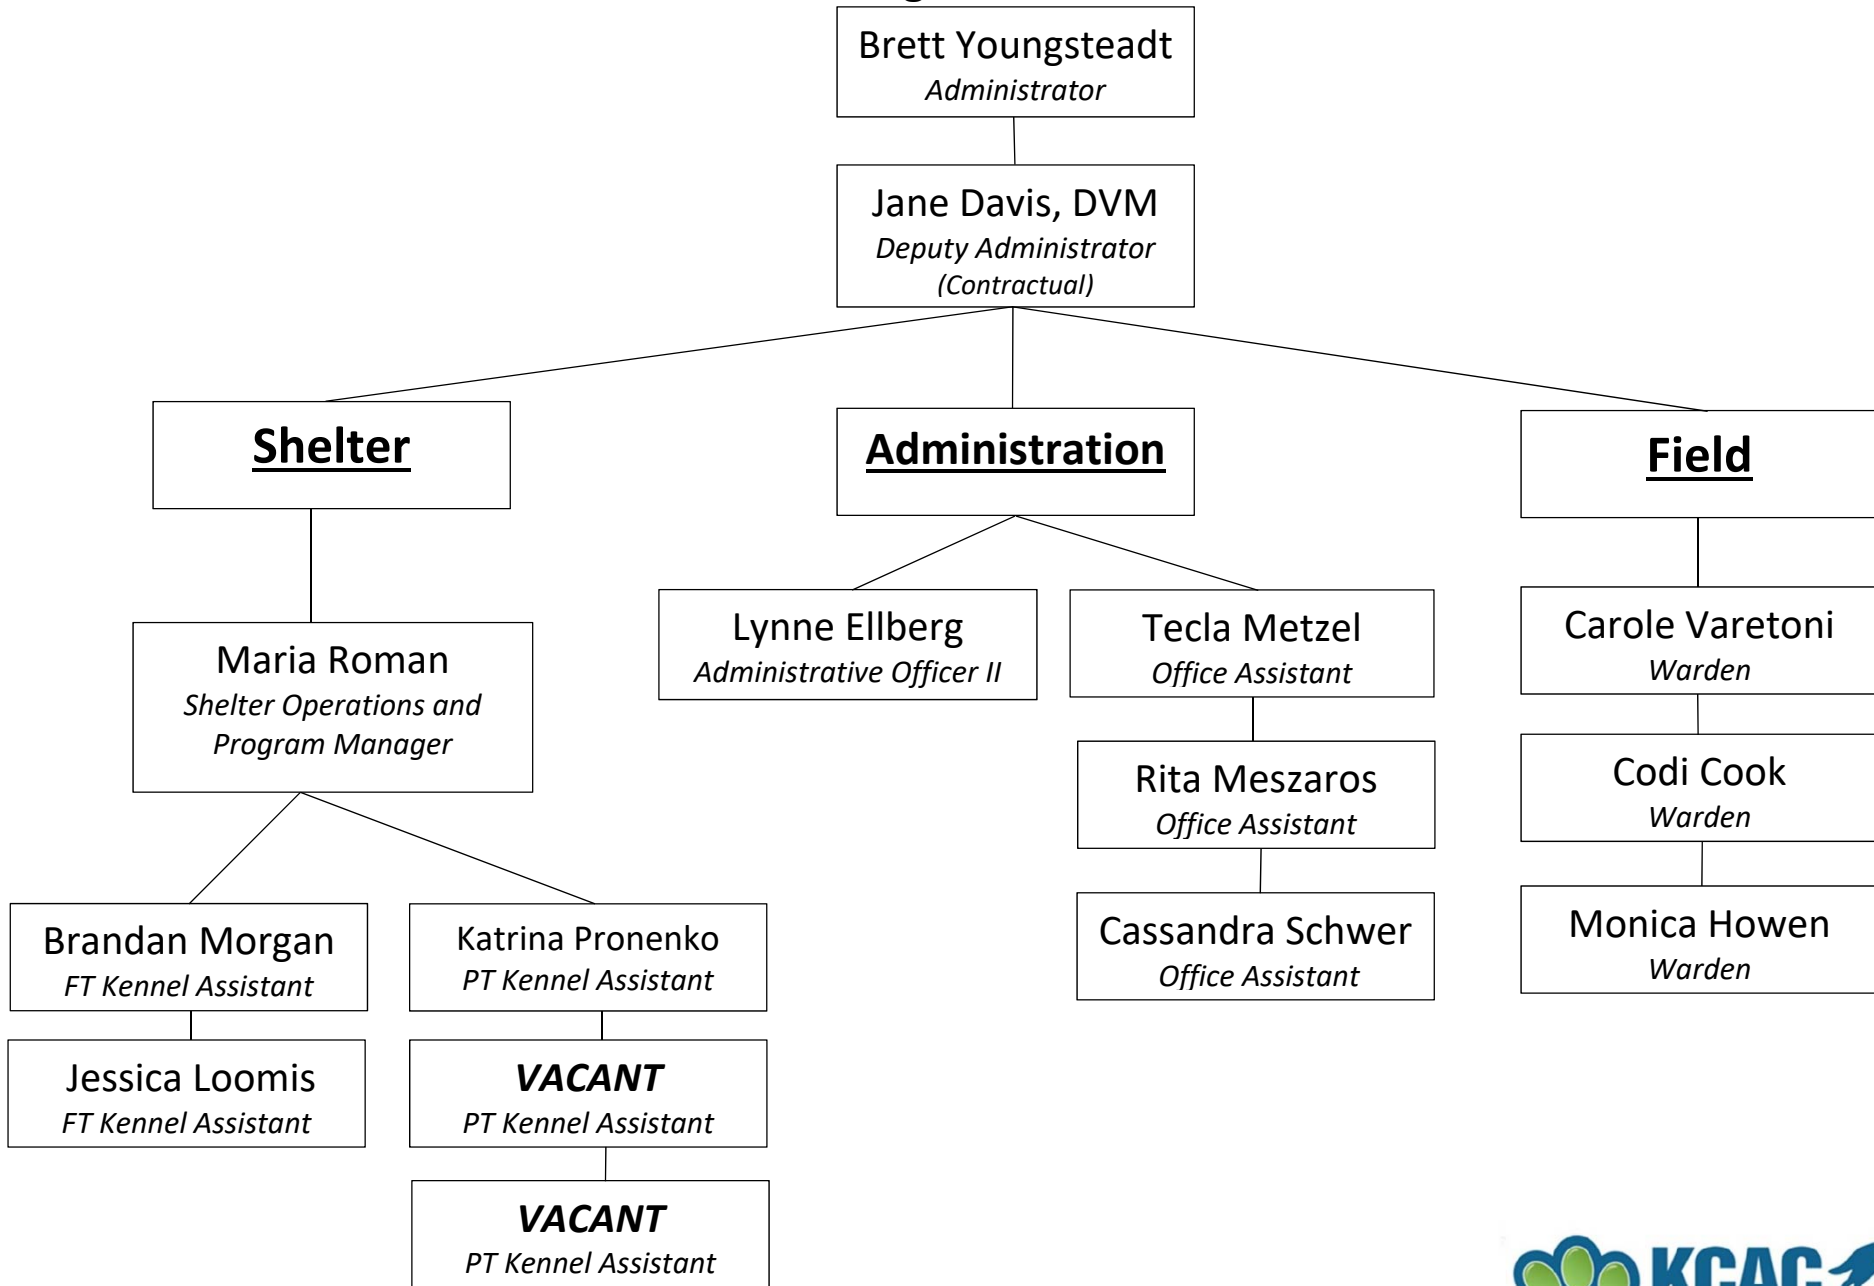 Brett Youngsteadt
Administrator
Jane Davis, DVM
Deputy Administrator
(Contractual)
Shelter
Administration
Field
Maria Roman
Shelter Operations and
Program Manager
Lynne Ellberg
Administrative Officer II
Tecla Metzel
Office Assistant
Rita Meszaros
Office Assistant
Cassandra Schwer
Office Assistant
Carole Varetoni
Warden
Codi Cook
Warden
Monica Howen
Warden
Brandan Morgan
FT Kennel Assistant
Jessica Loomis
FT Kennel Assistant
Katrina Pronenko
PT Kennel Assistant
VACANT
PT Kennel Assistant
VACANT
PT Kennel Assistant
KCAC